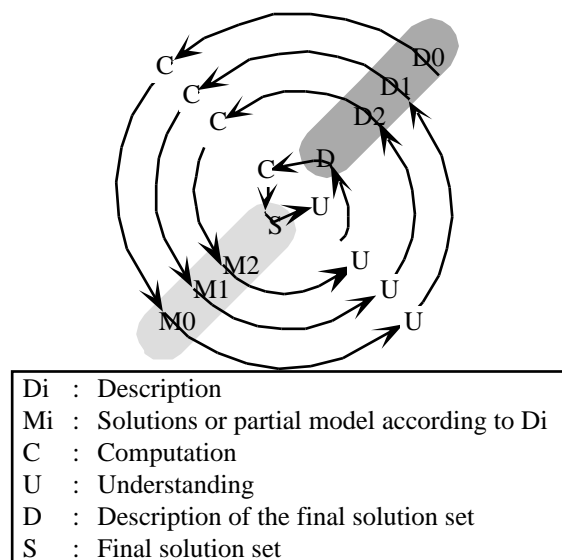 D0
C
D1
C
D2
C
D
C
U
S
U
M2
M1
U
M0
U
Di : Description
Mi : Solutions or partial model according to Di
C : Computation
U : Understanding
D : Description of the final solution set
S : Final solution set